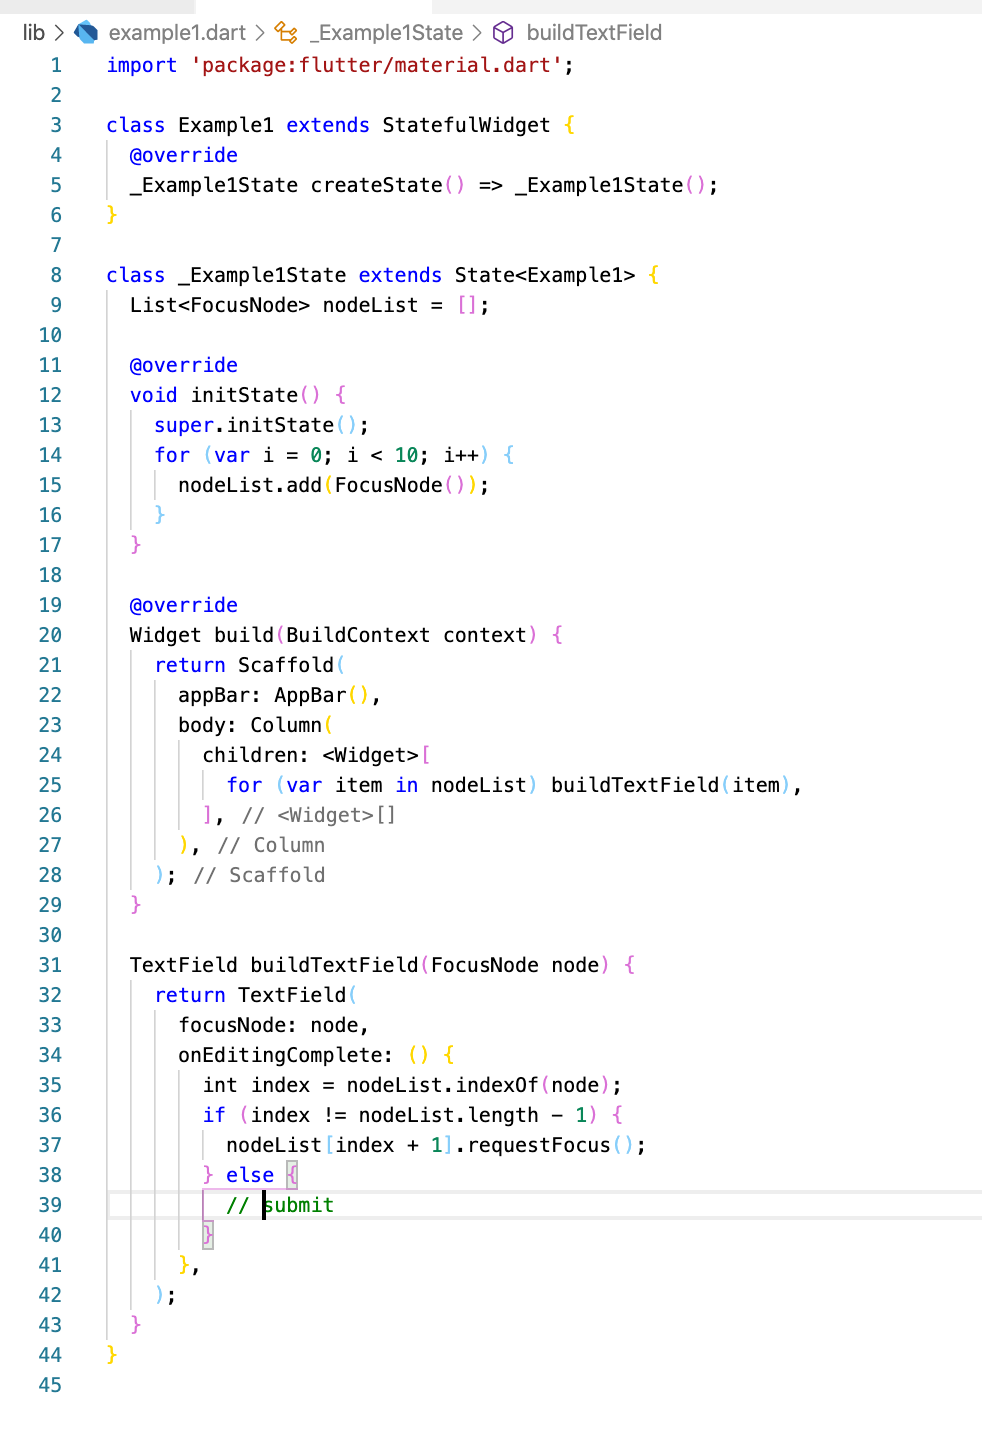 lib > example1.dart > _Example1State > buildTextField
1 import 'package:flutter/material.dart';
2
3 class Example1 extends StatefulWidget {
4   @override
5   _Example1State createState() => _Example1State();
6 }
7
8 class _Example1State extends State<Example1> {
9   List<FocusNode> nodeList = [];
10
11   @override
12   void initState() {
13     super.initState();
14     for (var i = 0; i < 10; i++) {
15       nodeList.add(FocusNode());
16     }
17   }
18
19   @override
20   Widget build(BuildContext context) {
21     return Scaffold(
22       appBar: AppBar(),
23       body: Column(
24         children: <Widget>[
25           for (var item in nodeList) buildTextField(item),
26         ], // <Widget>[]
27       ), // Column
28     ); // Scaffold
29   }
30
31   TextField buildTextField(FocusNode node) {
32     return TextField(
33       focusNode: node,
34       onEditingComplete: () {
35         int index = nodeList.indexOf(node);
36         if (index != nodeList.length - 1) {
37           nodeList[index + 1].requestFocus();
38         } else {
39           // submit
40         }
41       },
42     );
43   }
44 }
45